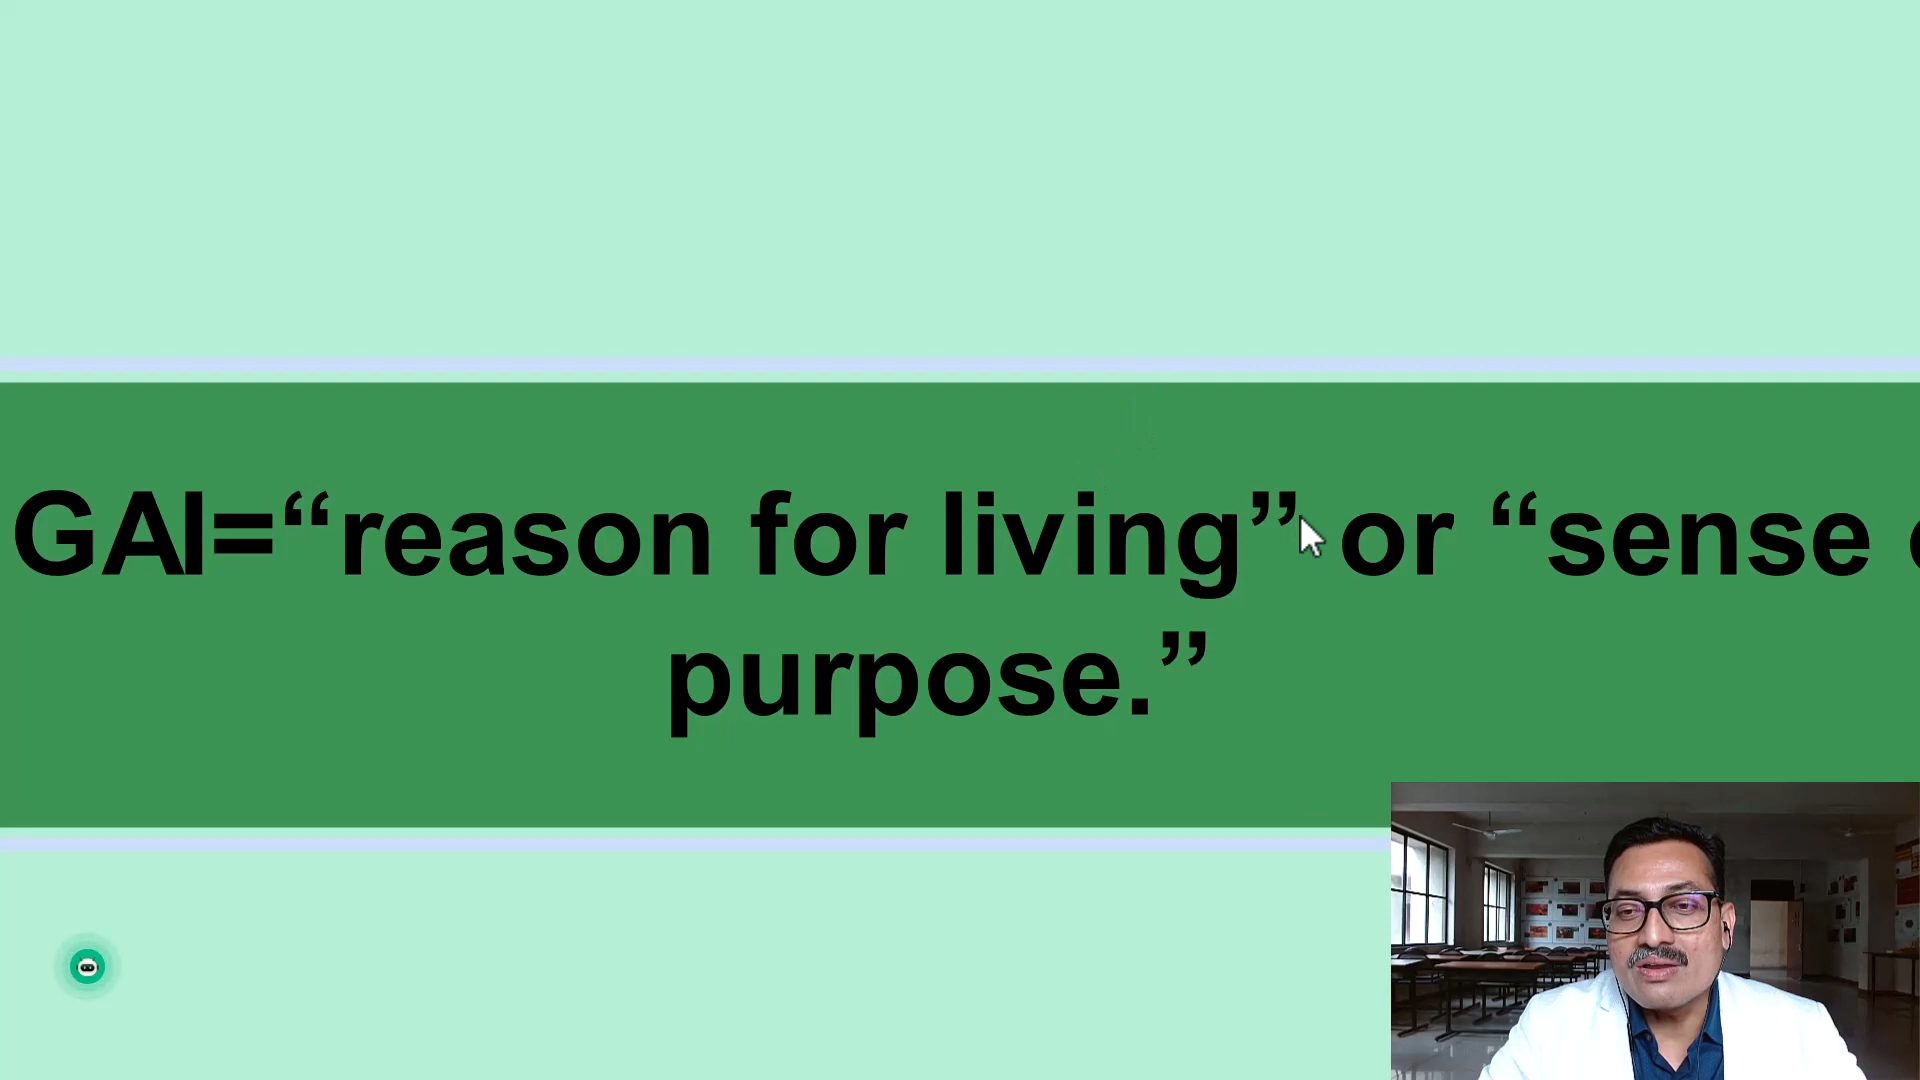 GAI=“reason for living” or “sense
purpose.”